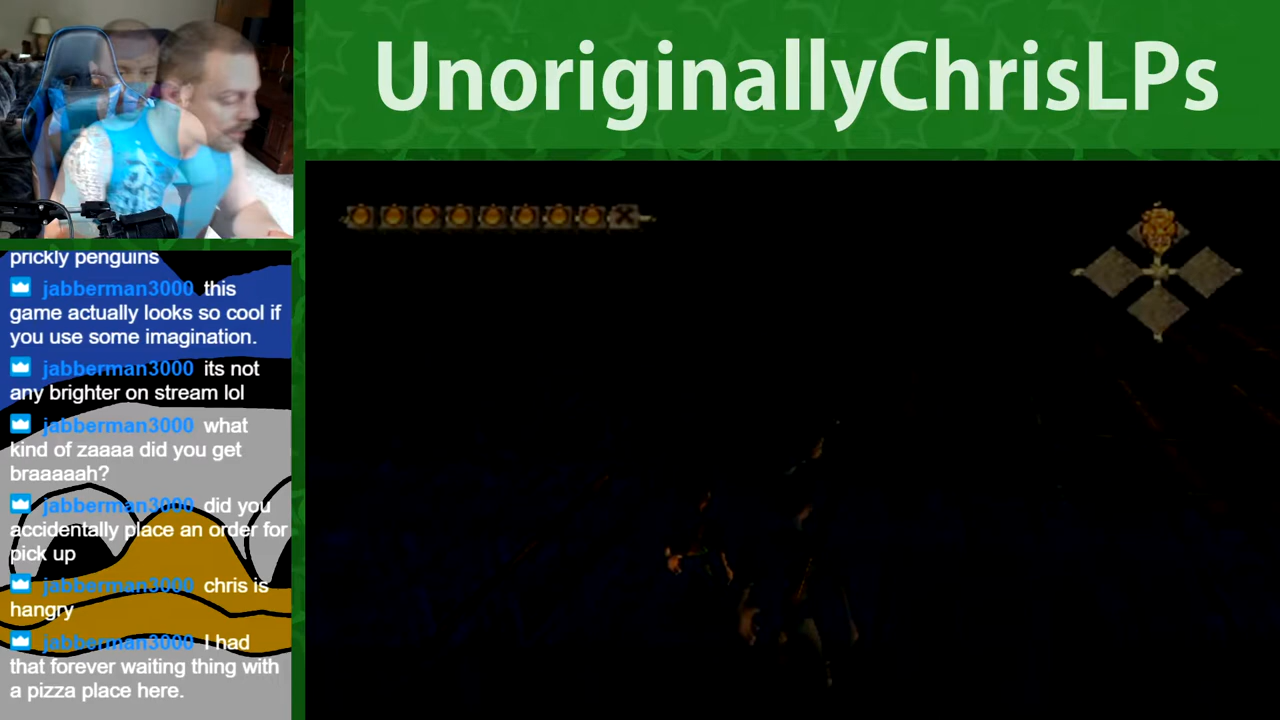 UnoriginallyChrisLPs
prickly penguins
jabberman3000 this
game actually looks so cool if
you use some imagination.
jabberman3000 its not
any brighter on stream lol
jabberman3000 what
kind of zaaaa did you get
braaaaah?
jabberman3000 did you
accidentally place an order for
pick up
jabberman3000 chris is
hangry
jabberman3000 I had
that forever waiting thing with
a pizza place here.